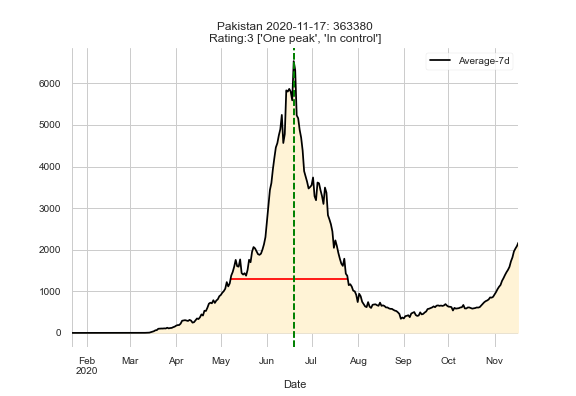 Pakistan 2020-11-17: 363380
Rating:3 ['One peak', 'In control']
Average-7d
6000
5000
4000
3000
2000
1000
0
Feb Mar Apr May Jun Jul Aug Sep Oct Nov
2020
Date